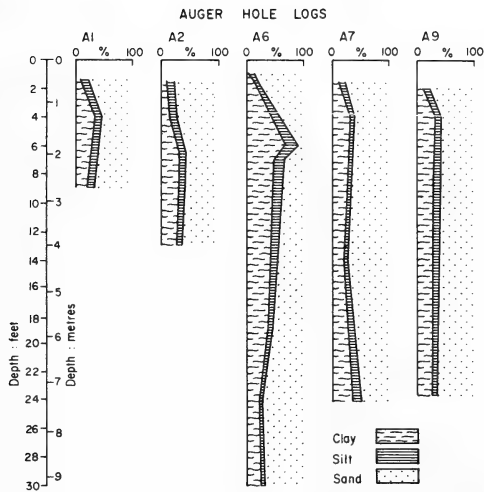 AUGER HOLE LOGS
A1 A2 A6 A7 A9
0 % 100 0 % 100 0 % 100 0 % 100 0 % 100
0 2 4 6 8 10 12 14 16 18 20 22 24 26 28 30
Depth : feet
0 1 2 3 4 5 6 7 8 9
Depth : metres
Clay
Silt
Sand